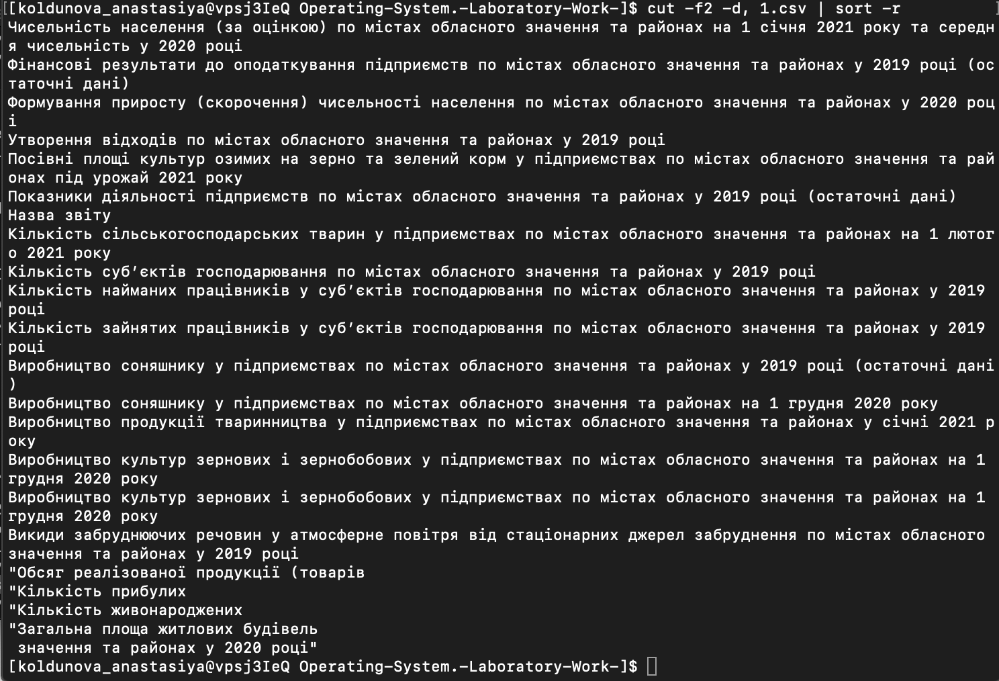 [[koldunova_anastasiya@vpsj3IeQ Operating-System.-Laboratory-Work-]$ cut -f2 -d, 1.csv | sort -r ]
Чисельність населення (за оцінкою) по містах обласного значення та районах на 1 січня 2021 року та середн
я чисельність у 2020 році
Фінансові результати до оподаткування підприємств по містах обласного значення та районах у 2019 році (ос
таточні дані)
Формування приросту (скорочення) чисельності населення по містах обласного значення та районах у 2020 роц
і
Утворення відходів по містах обласного значення та районах у 2019 році
Посівні площі культур озимих на зерно та зелений корм у підприємствах по містах обласного значення та рай
онах під урожай 2021 року
Показники діяльності підприємств по містах обласного значення та районах у 2019 році (остаточні дані)
Назва звіту
Кількість сільськогосподарських тварин у підприємствах по містах обласного значення та районах на 1 лютог
о 2021 року
Кількість суб’єктів господарювання по містах обласного значення та районах у 2019 році
Кількість найманих працівників у суб’єктів господарювання по містах обласного значення та районах у 2019
році
Кількість зайнятих працівників у суб’єктів господарювання по містах обласного значення та районах у 2019
році
Виробництво соняшнику у підприємствах по містах обласного значення та районах у 2019 році (остаточні дані
)
Виробництво соняшнику у підприємствах по містах обласного значення та районах на 1 грудня 2020 року
Виробництво продукції тваринництва у підприємствах по містах обласного значення та районах у січні 2021 р
оку
Виробництво культур зернових і зернобобових у підприємствах по містах обласного значення та районах на 1
грудня 2020 року
Виробництво культур зернових і зернобобових у підприємствах по містах обласного значення та районах на 1
грудня 2020 року
Викиди забруднюючих речовин у атмосферне повітря від стаціонарних джерел забруднення по містах обласного
значення та районах у 2019 році
"Обсяг реалізованої продукції (товарів
"Кількість прибулих
"Кількість живонароджених
"Загальна площа житлових будівель
 значення та районах у 2020 році"
[koldunova_anastasiya@vpsj3IeQ Operating-System.-Laboratory-Work-]$